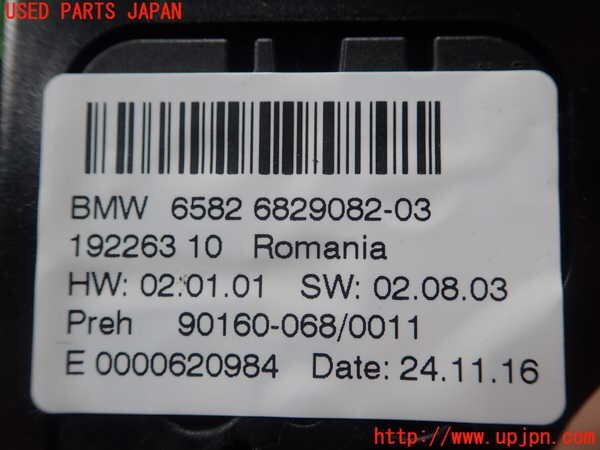 USED PARTS JAPAN
BMW 6582 6829082-03
192263 10 Romania
HW: 02.01.01 SW: 02.08.03
Preh 90160-068/0011
E 0000620984 Date: 24.11.16
http://www.upjpn.com/